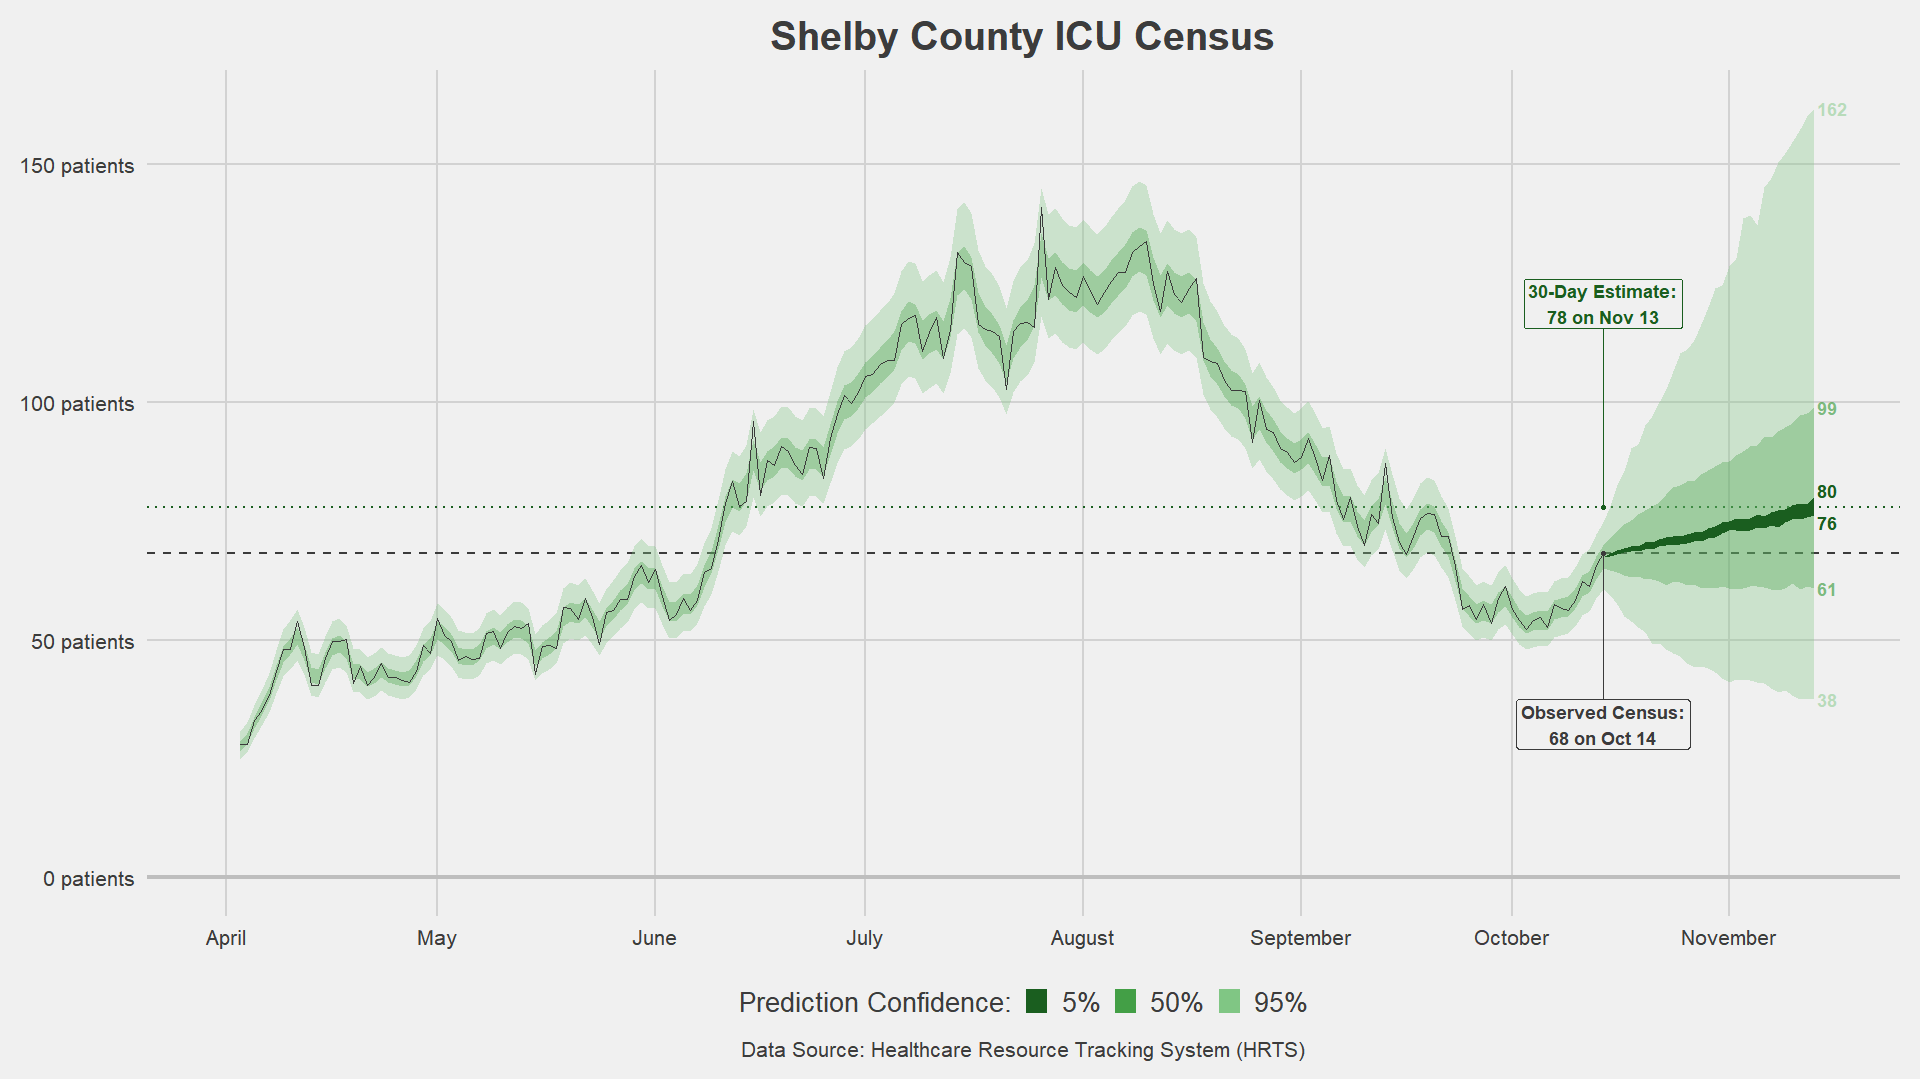 Shelby County ICU Census
162
150 patients
30-Day Estimate:
78 on Nov 13
100 patients
99
80
76
61
50 patients
38
Observed Census:
68 on Oct 14
0 patients
April May June July August September October November
Prediction Confidence: 5% 50% 95%
Data Source: Healthcare Resource Tracking System (HRTS)